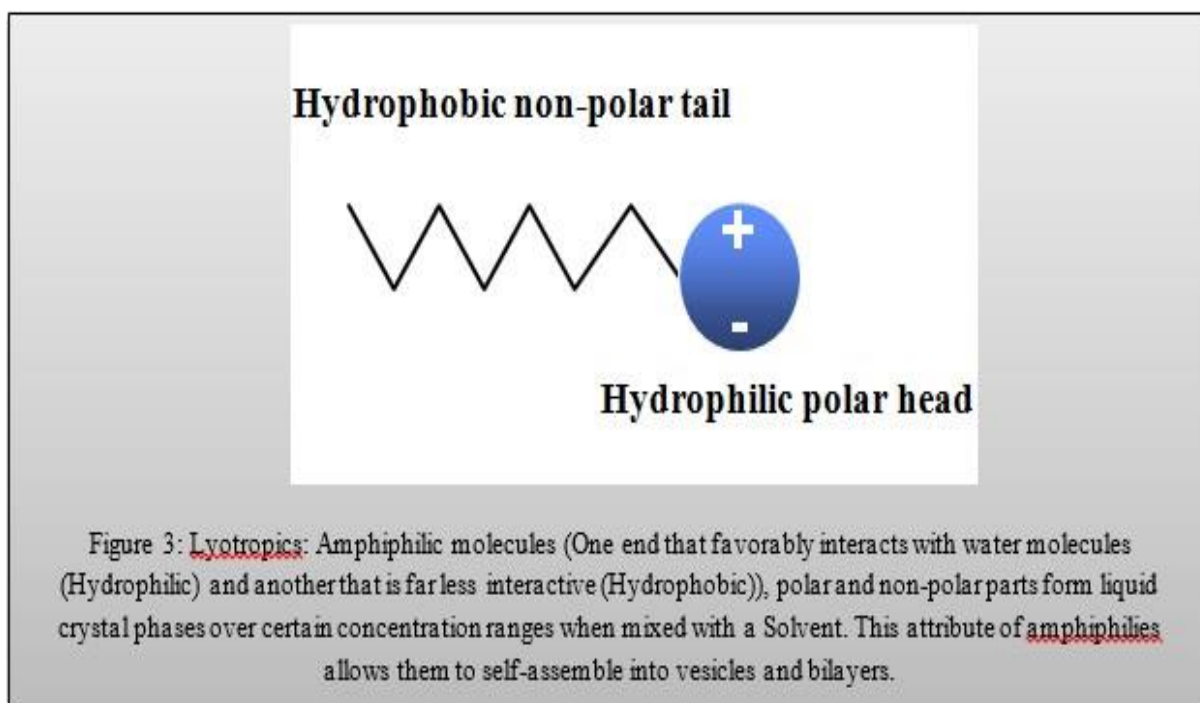 Hydrophobic non-polar tail
+
-
Hydrophilic polar head
Figure 3: Lyotropics: Amphiphilic molecules (One end that favorably interacts with water molecules
(Hydrophilic) and another that is far less interactive (Hydrophobic)), polar and non-polar parts form liquid
crystal phases over certain concentration ranges when mixed with a Solvent. This attribute of amphiphilies
allows them to self-assemble into vesicles and bilayers.